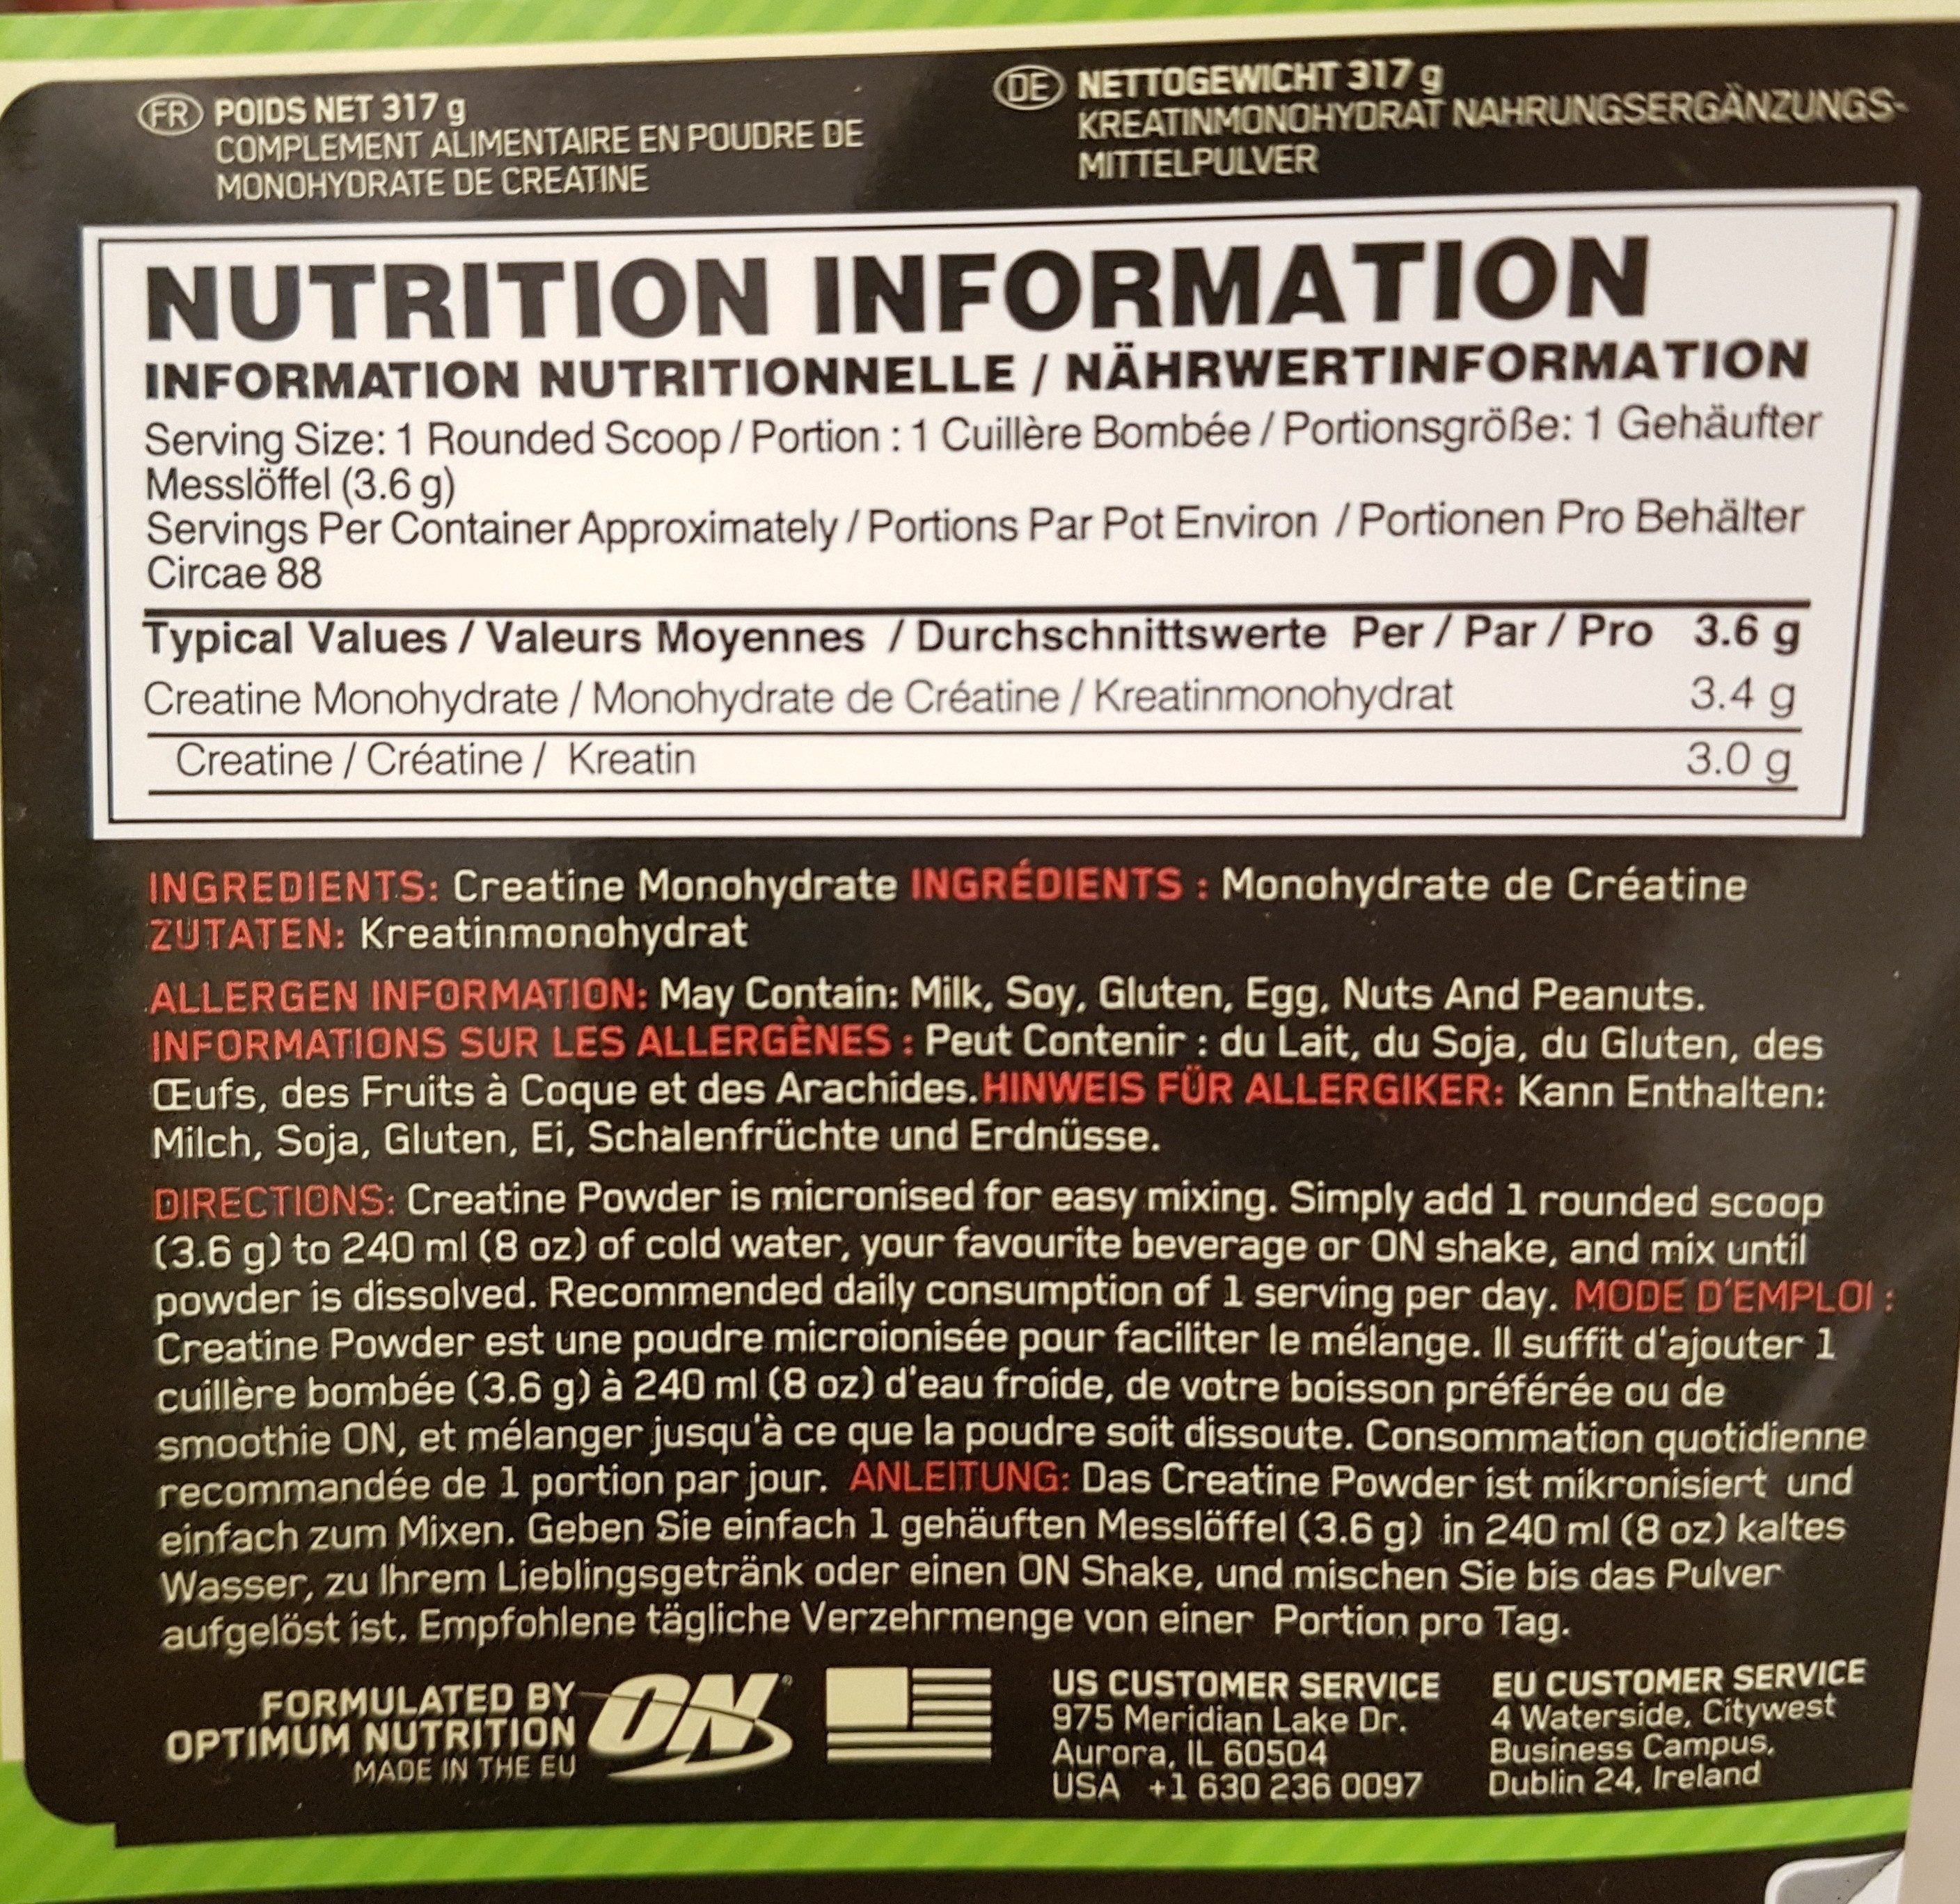 FR POIDS NET 317 g
COMPLEMENT ALIMENTAIRE EN POUDRE DE
MONOHYDRATE DE CREATINE
DE NETTOGEWICHT 317 g
KREATINMONOHYDRAT NAHRUNGSERGÄNZUNGS-
MITTELPULVER
NUTRITION INFORMATION
INFORMATION NUTRITIONNELLE / NÄHRWERTINFORMATION
Serving Size: 1 Rounded Scoop / Portion : 1 Cuillère Bombée / Portionsgröße: 1 Gehäufter
Messlöffel (3.6 g)
Servings Per Container Approximately / Portions Par Pot Environ / Portionen Pro Behälter
Circae 88
Typical Values / Valeurs Moyennes / Durchschnittswerte Per / Par / Pro 3.6 g
Creatine Monohydrate / Monohydrate de Créatine / Kreatinmonohydrat 3.4 g
Creatine / Créatine / Kreatin 3.0 g
INGREDIENTS: Creatine Monohydrate INGRÉDIENTS : Monohydrate de Créatine
ZUTATEN: Kreatinmonohydrat
ALLERGEN INFORMATION: May Contain: Milk, Soy, Gluten, Egg, Nuts And Peanuts.
INFORMATIONS SUR LES ALLERGÈNES : Peut Contenir : du Lait, du Soja, du Gluten, des
Œufs, des Fruits à Coque et des Arachides. HINWEIS FÜR ALLERGIKER: Kann Enthalten:
Milch, Soja, Gluten, Ei, Schalenfrüchte und Erdnüsse.
DIRECTIONS: Creatine Powder is micronised for easy mixing. Simply add 1 rounded scoop
(3.6 g) to 240 ml (8 oz) of cold water, your favourite beverage or ON shake, and mix until
powder is dissolved. Recommended daily consumption of 1 serving per day. MODE D'EMPLOI :
Creatine Powder est une poudre microionisée pour faciliter le mélange. Il suffit d'ajouter 1
cuillère bombée (3.6 g) à 240 ml (8 oz) d'eau froide, de votre boisson préférée ou de
smoothie ON, et mélanger jusqu'à ce que la poudre soit dissoute. Consommation quotidienne
recommandée de 1 portion par jour. ANLEITUNG: Das Creatine Powder ist mikronisiert und
einfach zum Mixen. Geben Sie einfach 1 gehäuften Messlöffel (3.6 g) in 240 ml (8 oz) kaltes
Wasser, zu Ihrem Lieblingsgetränk oder einen ON Shake, und mischen Sie bis das Pulver
aufgelöst ist. Empfohlene tägliche Verzehrmenge von einer Portion pro Tag.
FORMULATED BY
OPTIMUM NUTRITION
MADE IN THE EU
ON®
US CUSTOMER SERVICE
975 Meridian Lake Dr.
Aurora, IL 60504
USA +1 630 236 0097
EU CUSTOMER SERVICE
4 Waterside, Citywest
Business Campus,
Dublin 24, Ireland